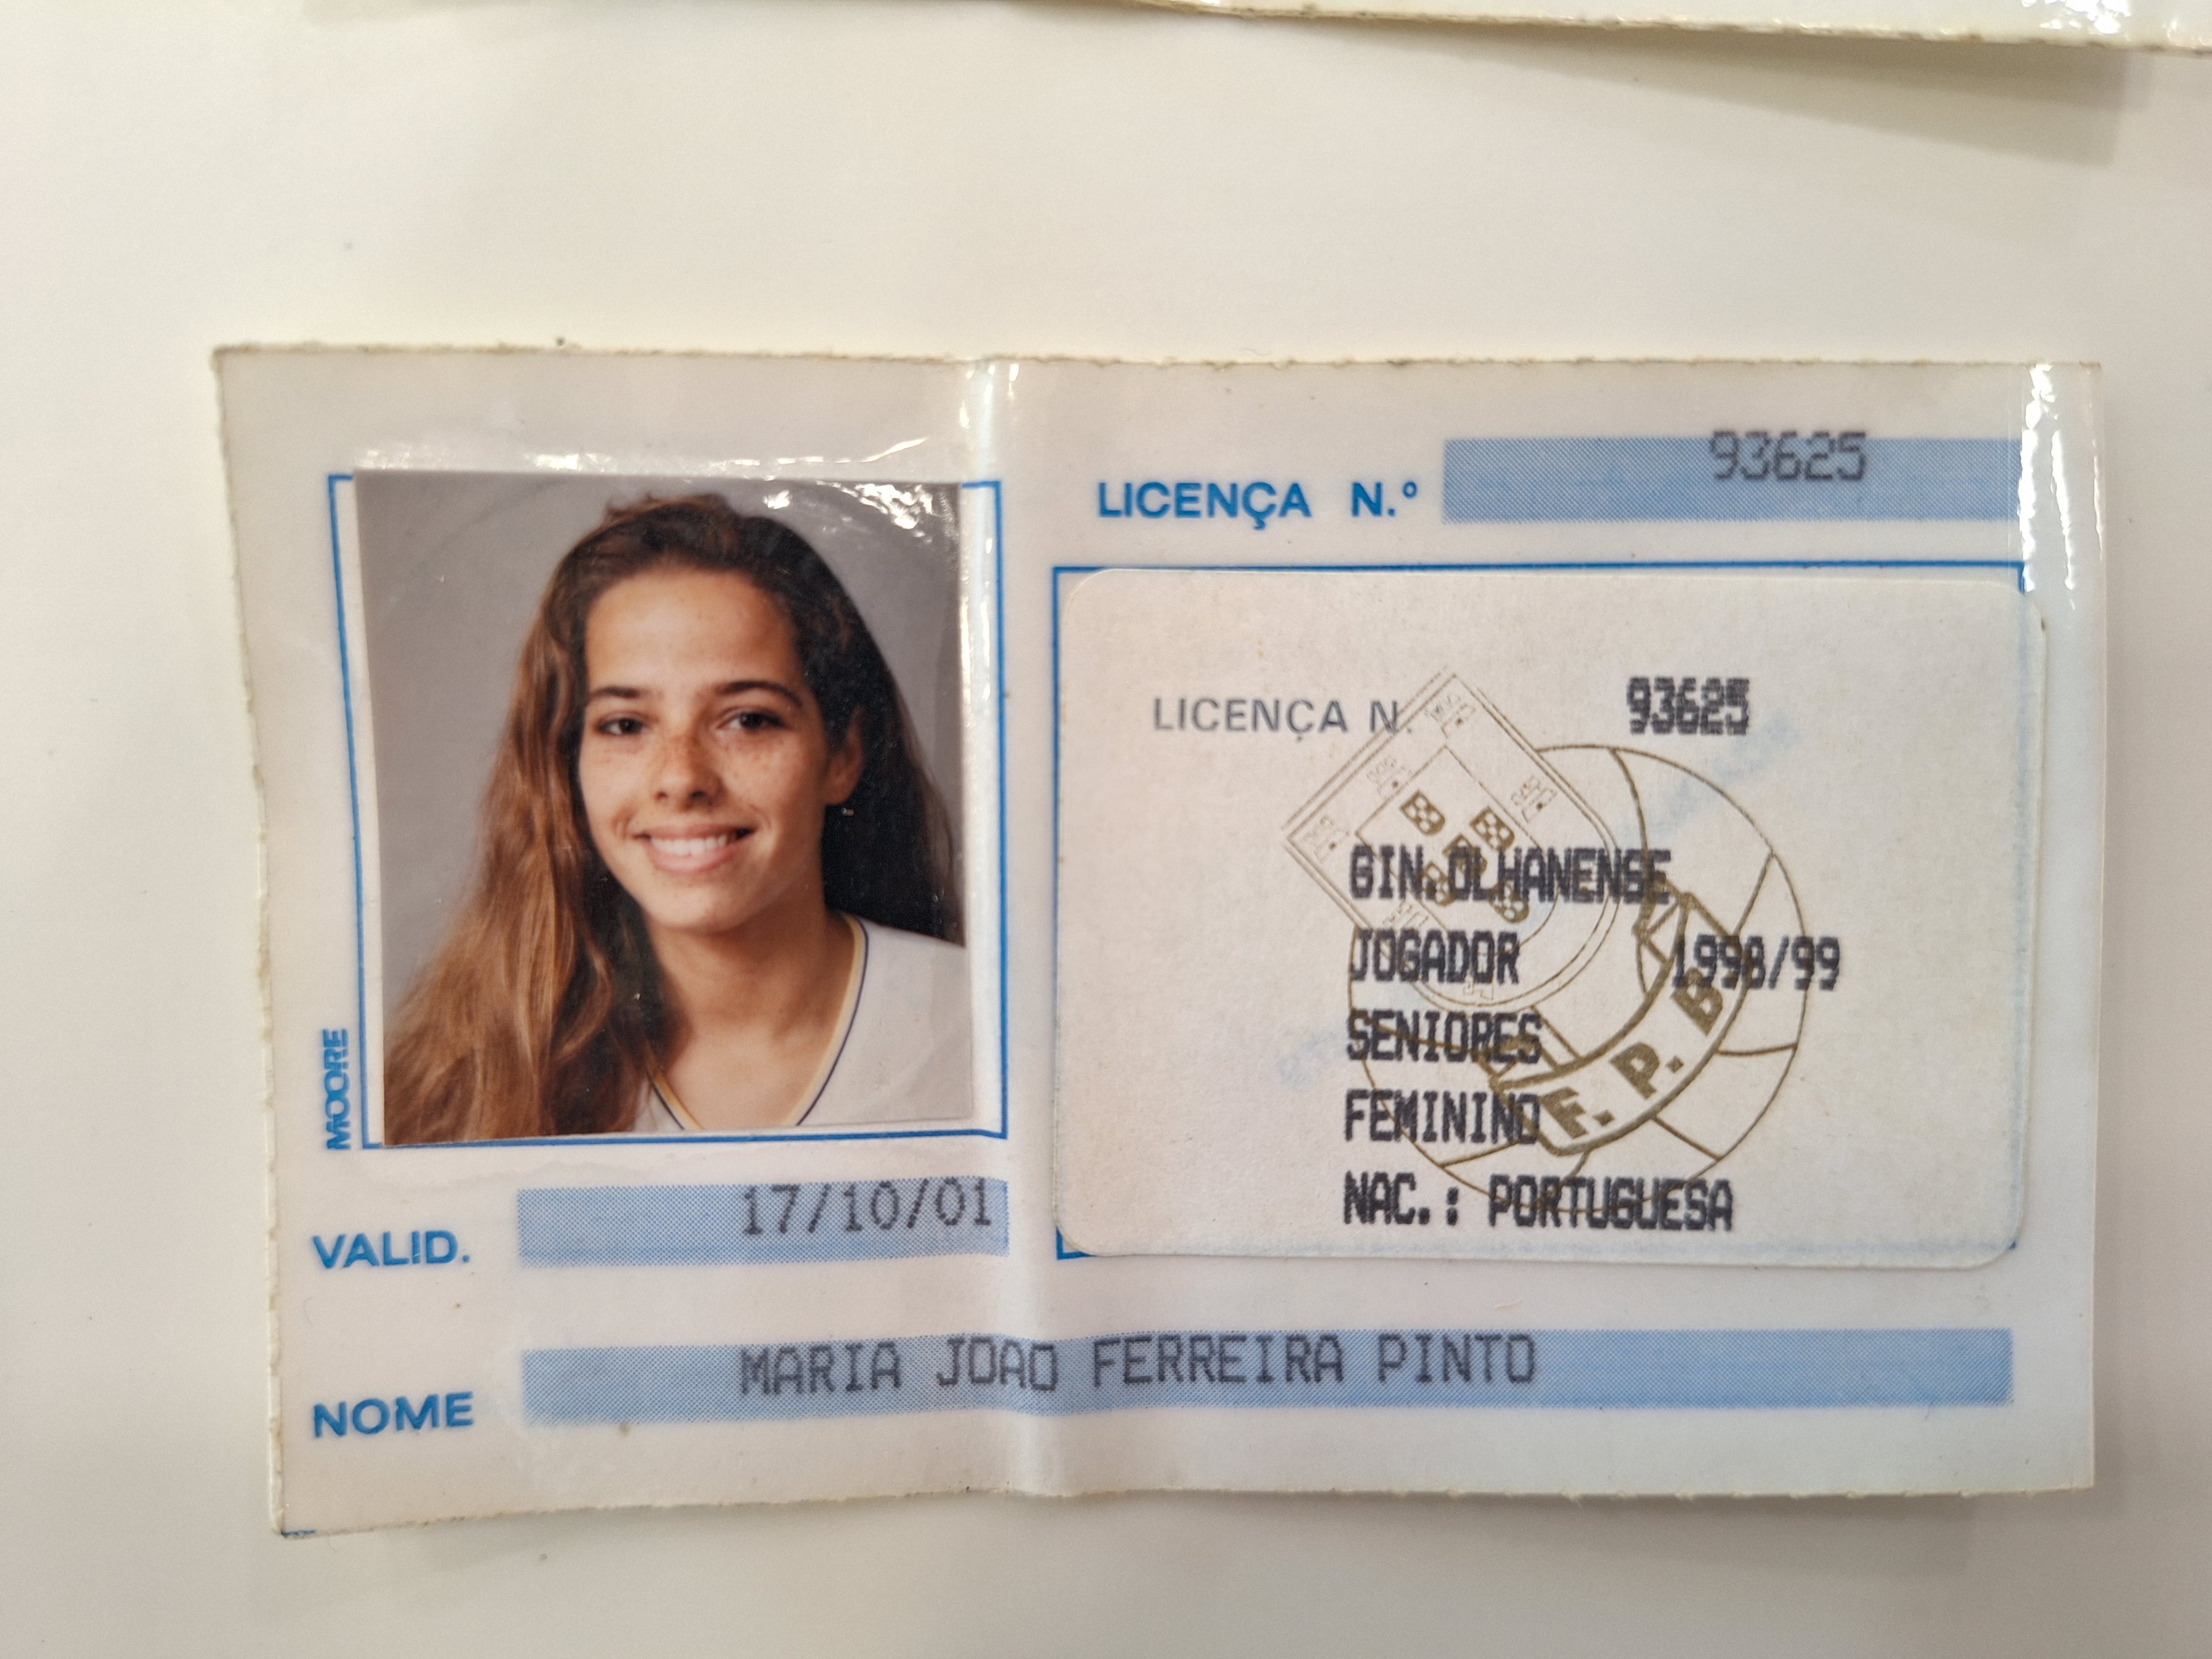 LICENÇA N.º 93625
LICENÇA N. 93625
GIN.OLHANENSE
JOGADOR 1998/99
SENIORES
FEMININO
NAC.: PORTUGUESA
F. P. B
MOORE
VALID. 17/10/01
NOME MARIA JOAO FERREIRA PINTO